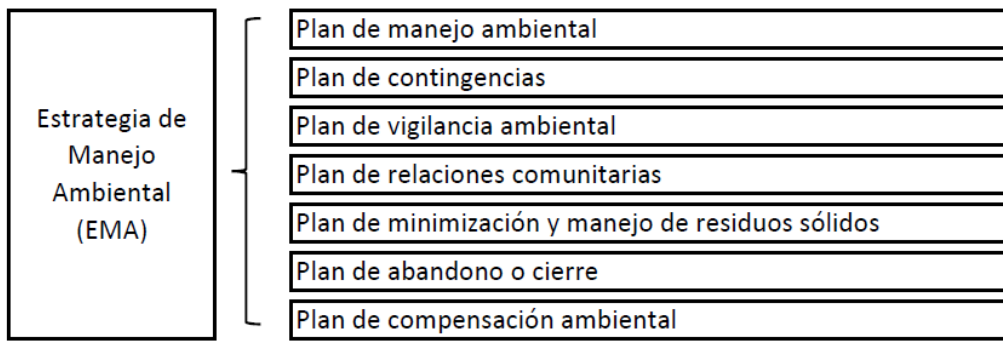 Estrategia de
Manejo
Ambiental
(EMA)
Plan de manejo ambiental
Plan de contingencias
Plan de vigilancia ambiental
Plan de relaciones comunitarias
Plan de minimización y manejo de residuos sólidos
Plan de abandono o cierre
Plan de compensación ambiental